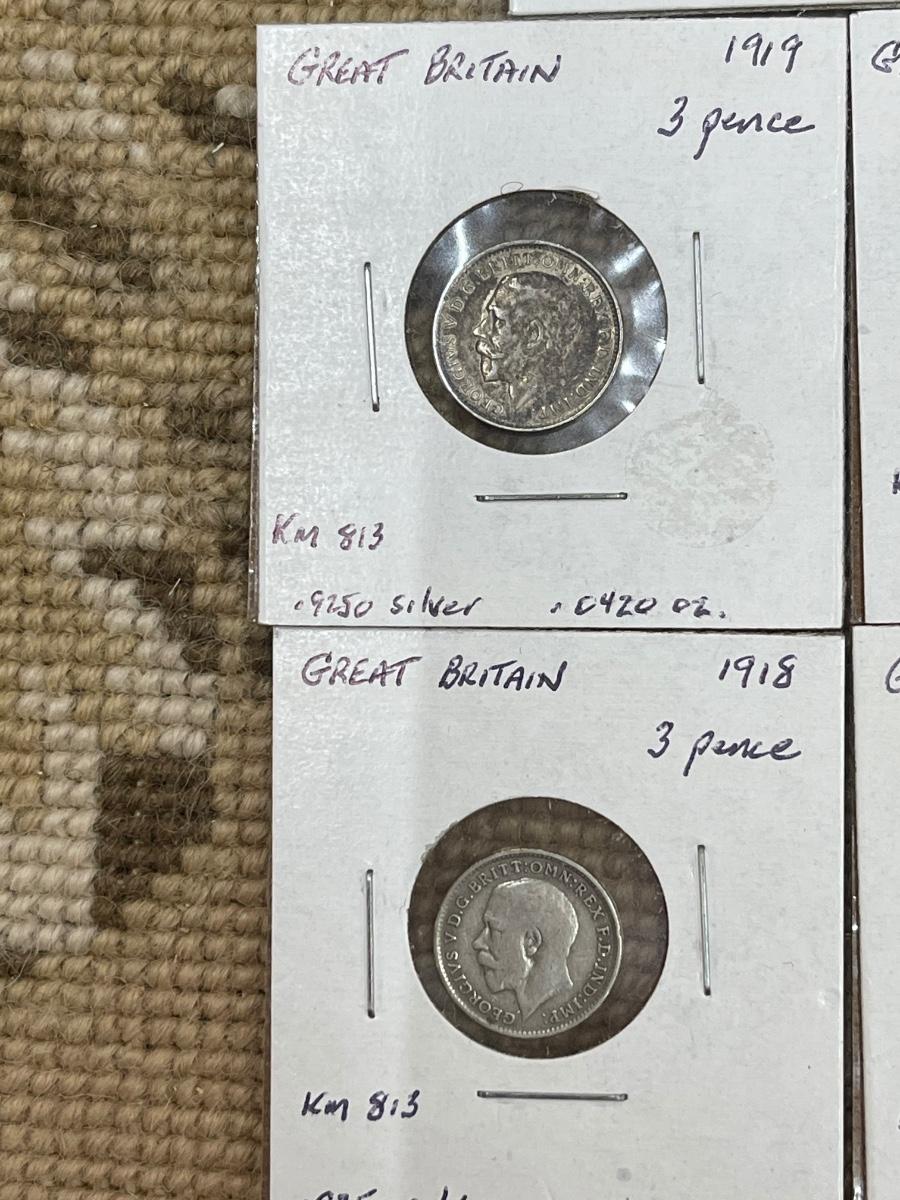 GREAT BRITAIN 1919
3 pence
GEORGIVS V D.G.BRITT:OMN:REX F.D.IND:IMP:
KM 813
.9250 silver .0420 oz.
GREAT BRITAIN 1918
3 pence
GEORGIVS V D.G.BRITT:OMN:REX F.D.IND:IMP:
KM 813
G
G